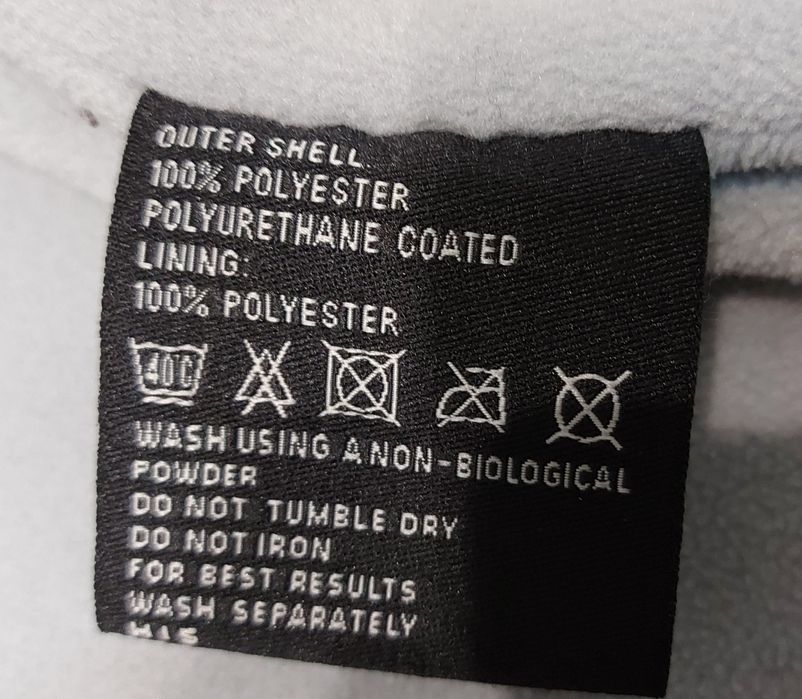 OUTER SHELL.
100% POLYESTER
POLYURETHANE COATED
LINING:
100% POLYESTER
40C
WASH USING A NON-BIOLOGICAL
POWDER
DO NOT TUMBLE DRY
DO NOT IRON
FOR BEST RESULTS
WASH SEPARATELY